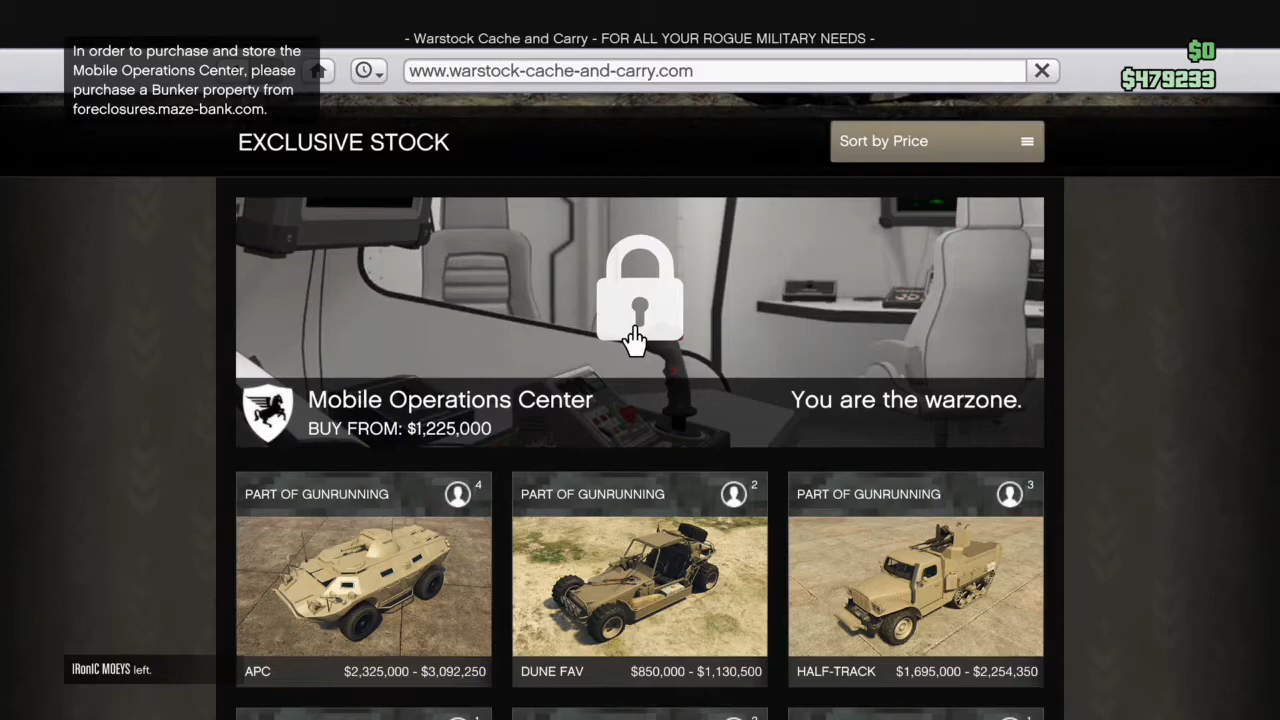 - Warstock Cache and Carry - FOR ALL YOUR ROGUE MILITARY NEEDS -
In order to purchase and store the
Mobile Operations Center, please
purchase a Bunker property from
foreclosures.maze-bank.com.
www.warstock-cache-and-carry.com
$0
$479233
EXCLUSIVE STOCK
Sort by Price
Mobile Operations Center
BUY FROM: $1,225,000
You are the warzone.
PART OF GUNRUNNING 4
PART OF GUNRUNNING 2
PART OF GUNRUNNING 3
APC $2,325,000 - $3,092,250
DUNE FAV $850,000 - $1,130,500
HALF-TRACK $1,695,000 - $2,254,350
IRonIC MOEYS left.